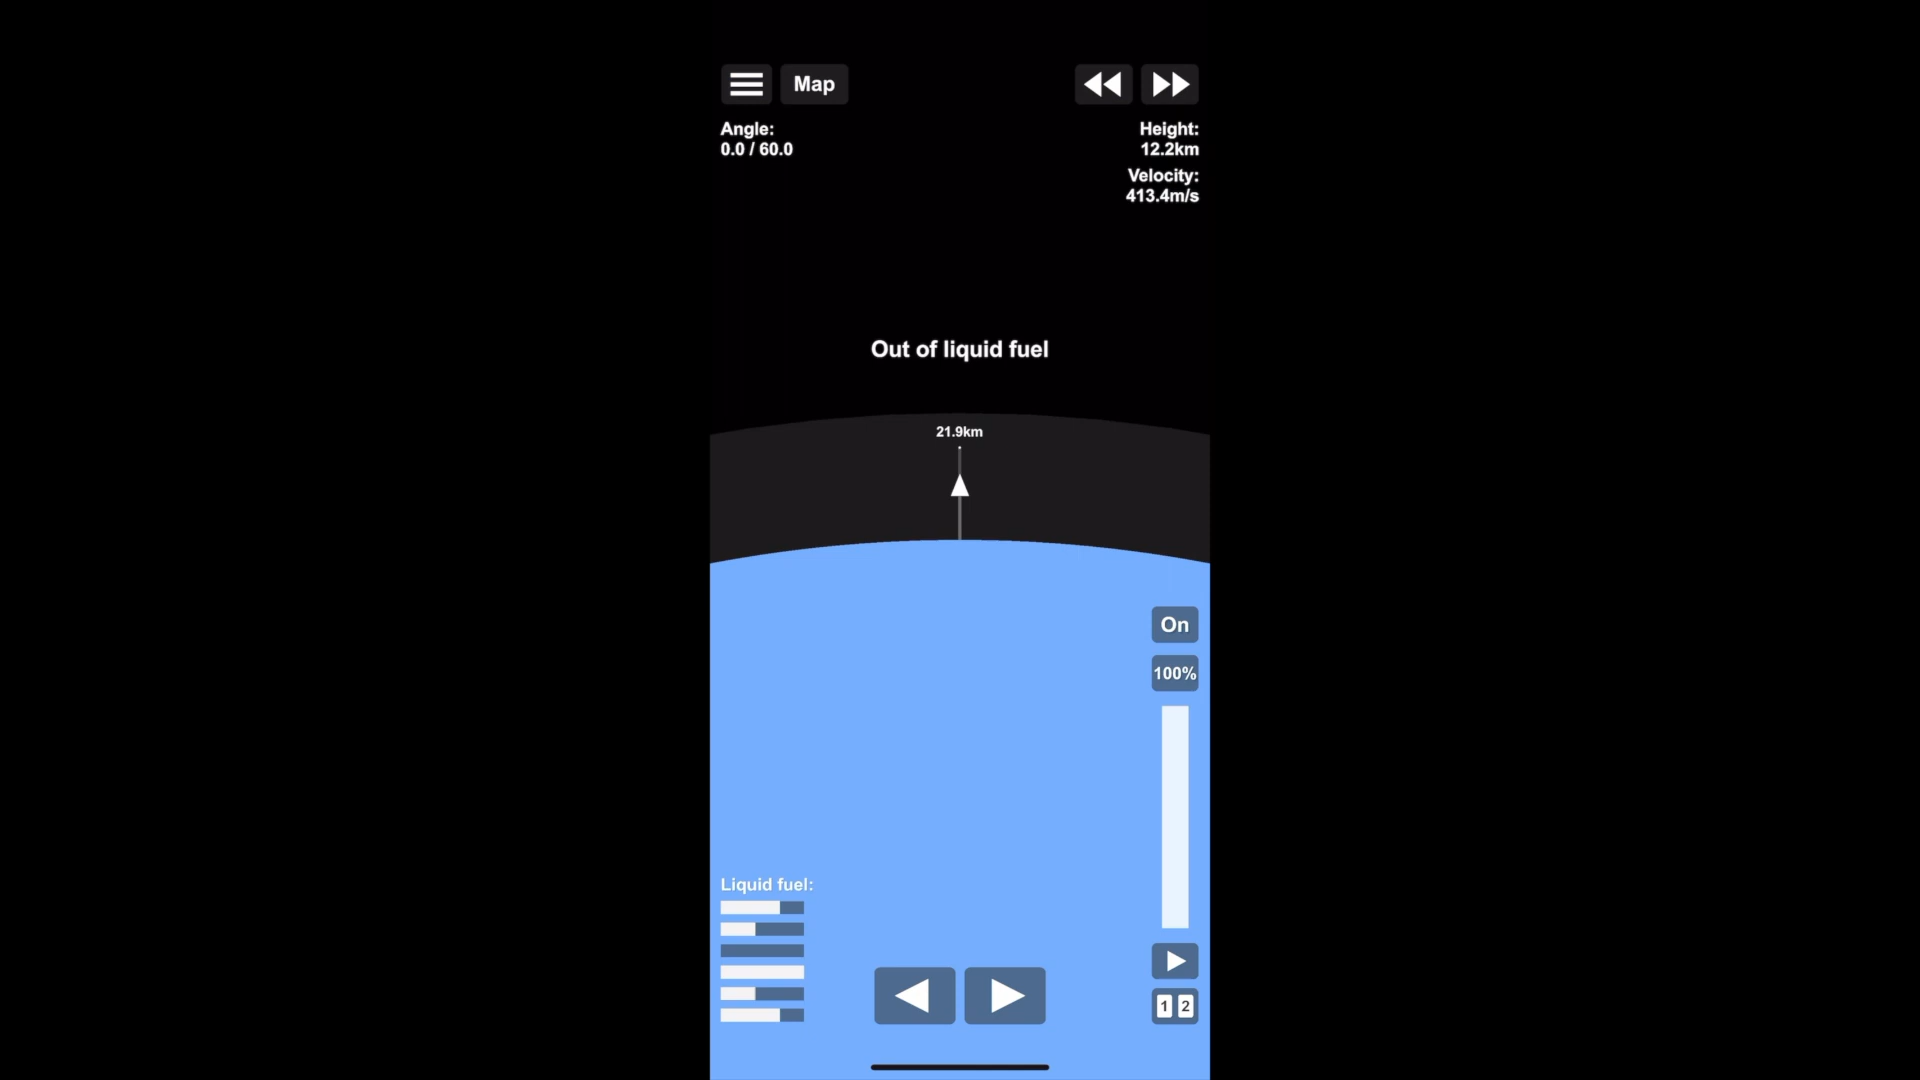 Map
Angle:
0.0 / 60.0
Height:
12.2km
Velocity:
413.4m/s
Out of liquid fuel
21.9km
On
100%
Liquid fuel:
1 2